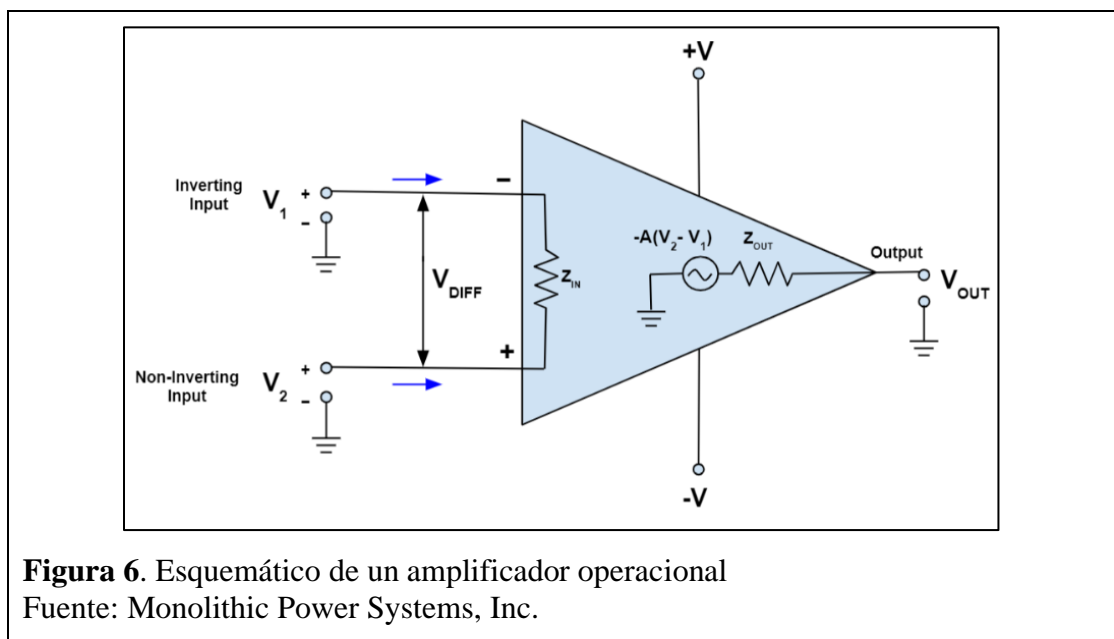 +V
Inverting
Input
V1
+
-
−
VDIFF
ZIN
-A(V2- V1)
ZOUT
Output
VOUT
Non-Inverting
Input
V2
+
-
+
-V
Figura 6. Esquemático de un amplificador operacional
Fuente: Monolithic Power Systems, Inc.